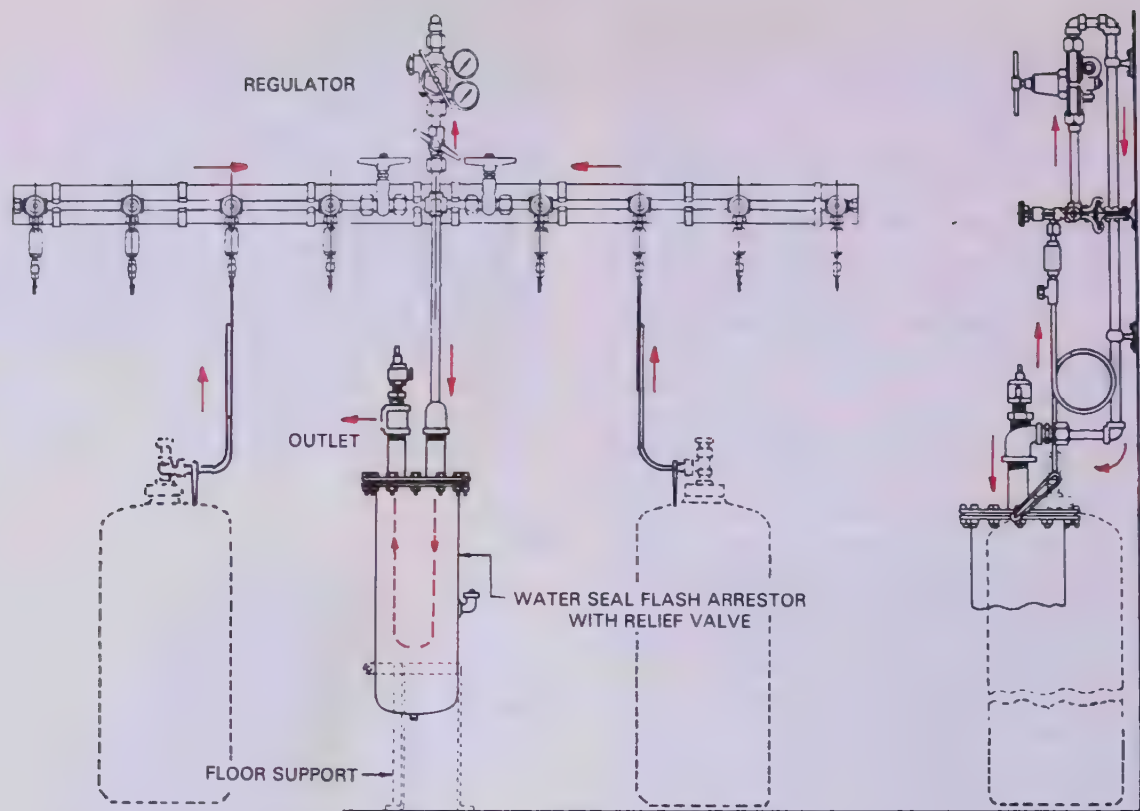 REGULATOR
OUTLET
WATER SEAL FLASH ARRESTOR
WITH RELIEF VALVE
FLOOR SUPPORT